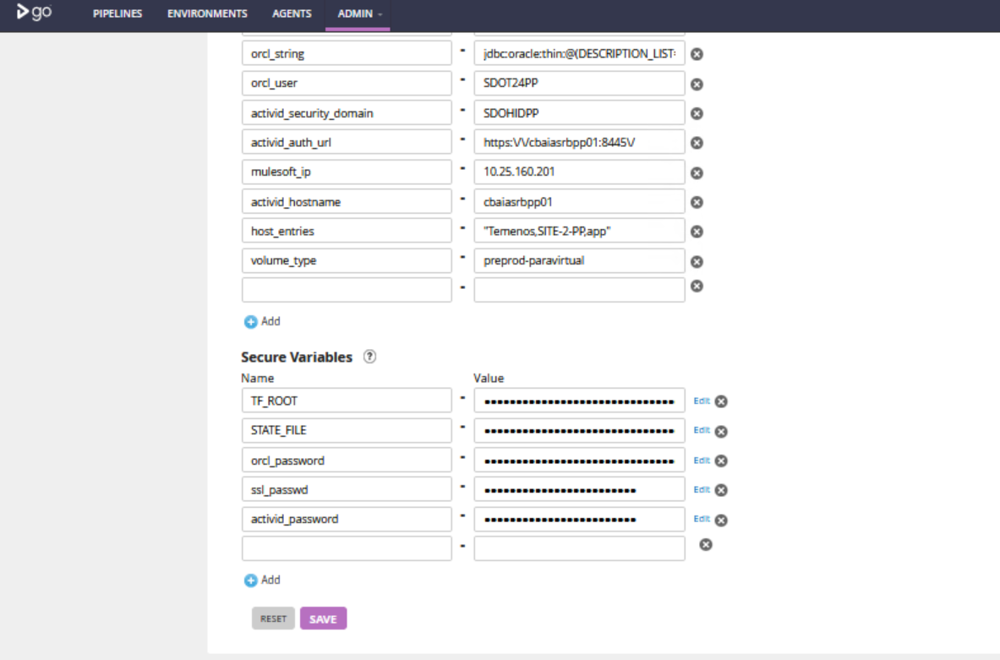 go PIPELINES ENVIRONMENTS AGENTS ADMIN
orcl_string - jdbc:oracle:thin:@(DESCRIPTION_LIST=
orcl_user - SDOT24PP
activid_security_domain - SDOHIDPP
activid_auth_url - https:\/\/cbaiasrbpp01:8445\/
mulesoft_ip - 10.25.160.201
activid_hostname - cbaiasrbpp01
host_entries - "Temenos,SITE-2-PP,app"
volume_type - preprod-paravirtual
-
Add
Secure Variables ?
Name Value
TF_ROOT - •••••••••••••••••••••••••••••• Edit
STATE_FILE - •••••••••••••••••••••••••••••• Edit
orcl_password - •••••••••••••••••••••••••••••• Edit
ssl_passwd - •••••••••••••••••••••••• Edit
activid_password - •••••••••••••••••••••••• Edit
-
Add
RESET SAVE